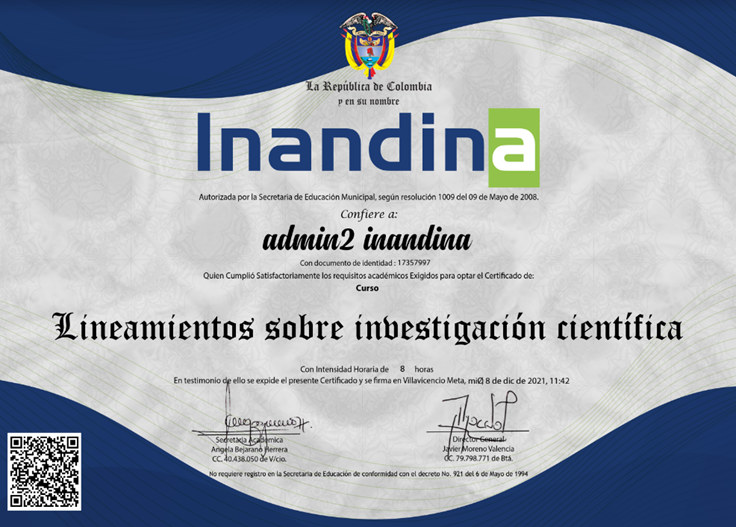 La República de Colombia
y en su nombre
Inandina
Autorizada por la Secretaria de Educación Municipal, según resolución 1009 del 09 de Mayo de 2008.
Confiere a:
admin2 inandina
Con documento de identidad : 17357997
Quien Cumplió Satisfactoriamente los requisitos académicos Exigidos para optar el Certificado de:
Curso
Lineamientos sobre investigación científica
Con Intensidad Horaria de 8 horas
En testimonio de ello se expide el presente Certificado y se firma en Villavicencio Meta, miØ 8 de dic de 2021, 11:42
Secretaria Academica
Angela Bejarano Herrera
CC. 40.438.050 de V/cio.
Director General
Javier Moreno Valencia
CC. 79.798.771 de Btá.
No requiere registro en la Secretaria de Educación de conformidad con el decreto No. 921 del 6 de Mayo de 1994